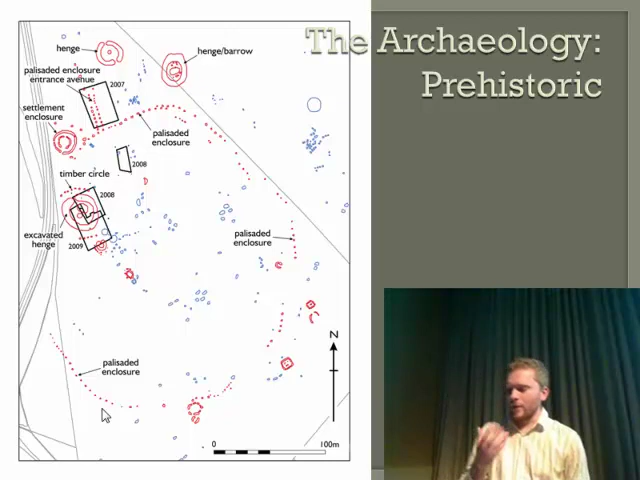 The Archaeology:
Prehistoric
henge
henge/barrow
palisaded enclosure
entrance avenue
2007
settlement
enclosure
palisaded
enclosure
2008
timber circle
2008
excavated
henge
2009
palisaded
enclosure
N
palisaded
enclosure
0 100m